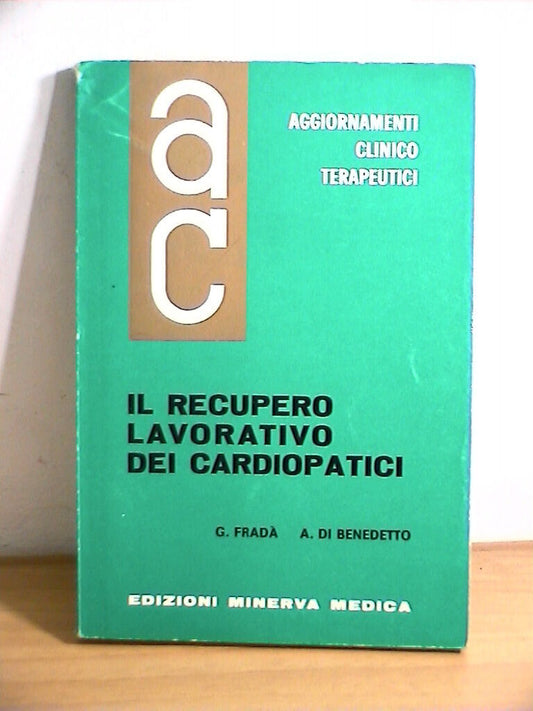 ac
AGGIORNAMENTI
CLINICO
TERAPEUTICI
IL RECUPERO
LAVORATIVO
DEI CARDIOPATICI
G. FRADÀ A. DI BENEDETTO
EDIZIONI MINERVA MEDICA